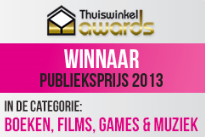 Thuiswinkel
awards
WINNAAR
PUBLIEKSPRIJS 2013
IN DE CATEGORIE:
BOEKEN, FILMS, GAMES & MUZIEK